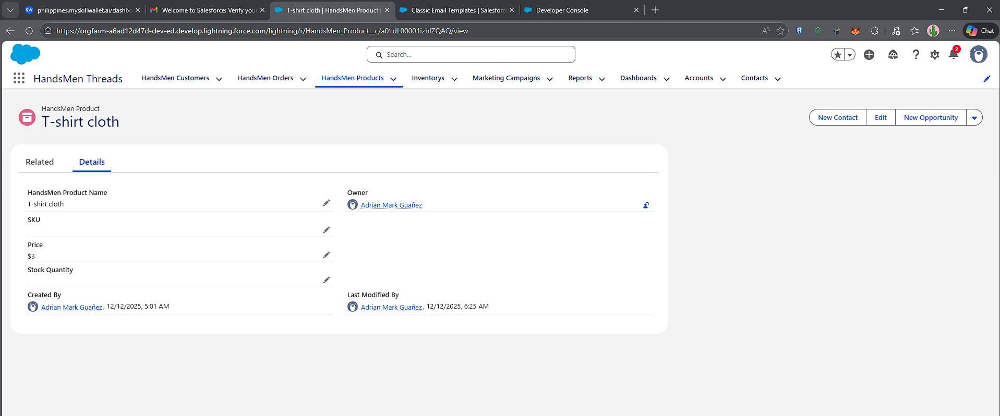 philippines.myskillwallet.ai/dashbo
Welcome to Salesforce: Verify your
T-shirt cloth | HandsMen Product |
Classic Email Templates | Salesforc
Developer Console
https://orgfarm-a6ad12d47d-dev-ed.develop.lightning.force.com/lightning/r/HandsMen_Product__c/a01dL00001izbIZQAQ/view
Chat
Search...
2
HandsMen Threads
HandsMen Customers
HandsMen Orders
HandsMen Products
Inventorys
Marketing Campaigns
Reports
Dashboards
Accounts
Contacts
HandsMen Product
T-shirt cloth
New Contact
Edit
New Opportunity
Related
Details
HandsMen Product Name
T-shirt cloth
Owner
Adrian Mark Guañez
SKU
Price
$3
Stock Quantity
Created By
Adrian Mark Guañez, 12/12/2025, 5:01 AM
Last Modified By
Adrian Mark Guañez, 12/12/2025, 6:25 AM